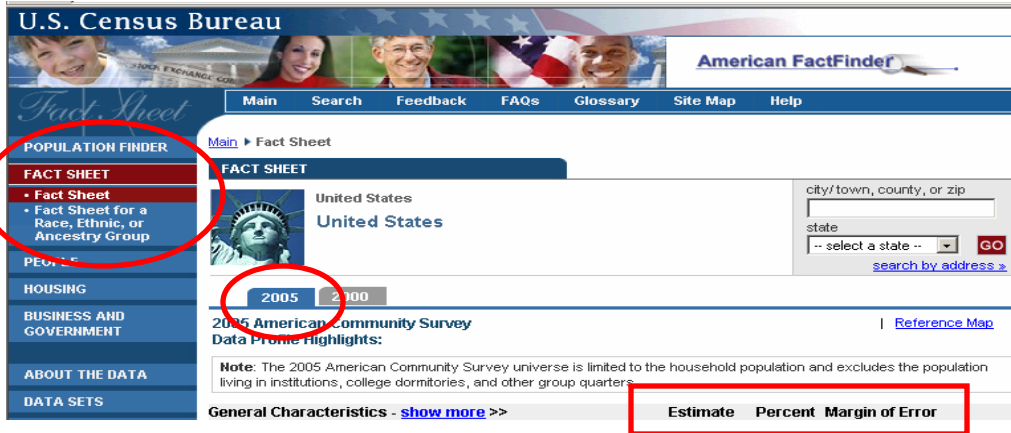 U.S. Census Bureau
STOCK EXCHANGE
American FactFinder
Fact Sheet
Main Search Feedback FAQs Glossary Site Map Help
POPULATION FINDER
FACT SHEET
• Fact Sheet
• Fact Sheet for a
Race, Ethnic, or
Ancestry Group
PEOPLE
HOUSING
BUSINESS AND
GOVERNMENT
ABOUT THE DATA
DATA SETS
Main ▶ Fact Sheet
FACT SHEET
United States
United States
city/town, county, or zip
state
-- select a state --
GO
search by address »
2005 2000
2005 American Community Survey
Data Profile Highlights:
| Reference Map
Note: The 2005 American Community Survey universe is limited to the household population and excludes the population
living in institutions, college dormitories, and other group quarters
General Characteristics - show more >> Estimate Percent Margin of Error